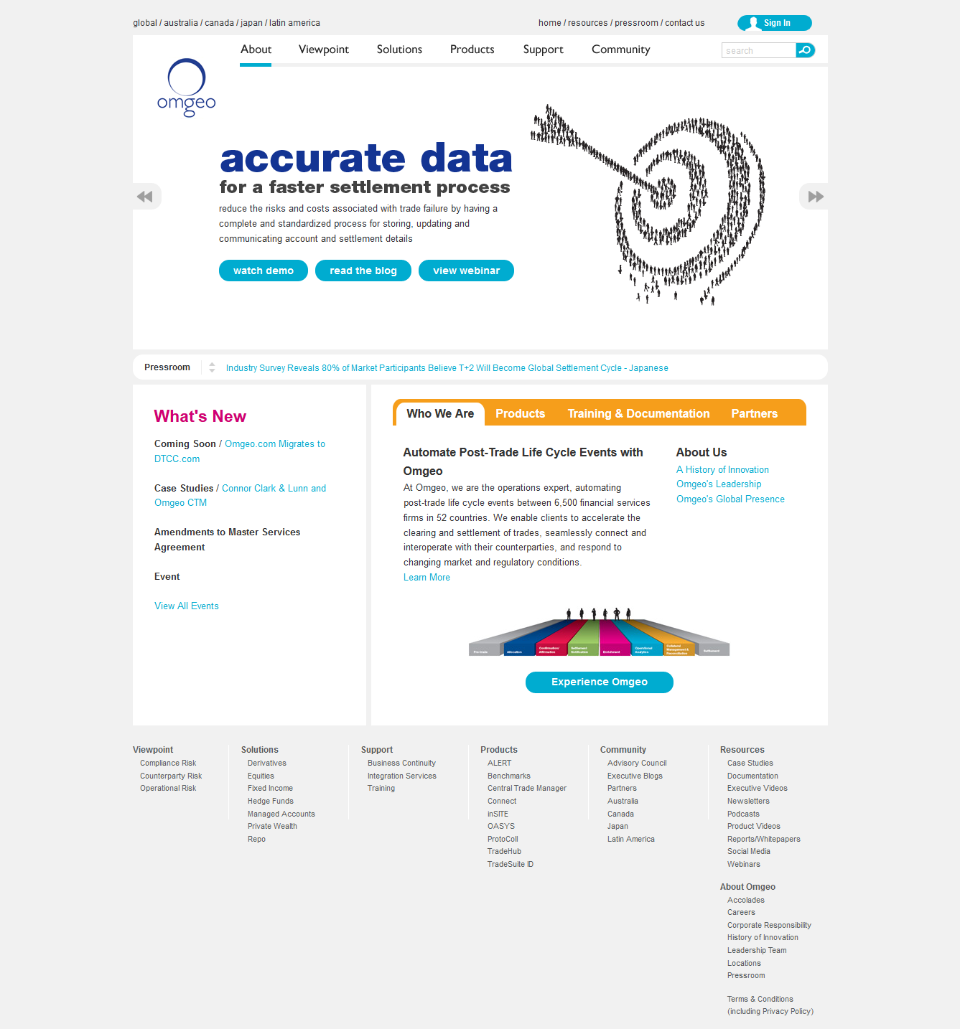 global / australia / canada / japan / latin america
home / resources / pressroom / contact us
Sign In
About Viewpoint Solutions Products Support Community
search
omgeo
accurate data
for a faster settlement process
reduce the risks and costs associated with trade failure by having a
complete and standardized process for storing, updating and
communicating account and settlement details
watch demo read the blog view webinar
Pressroom
Industry Survey Reveals 80% of Market Participants Believe T+2 Will Become Global Settlement Cycle - Japanese
What's New
Coming Soon / Omgeo.com Migrates to
DTCC.com
Case Studies / Connor Clark & Lunn and
Omgeo CTM
Amendments to Master Services
Agreement
Event
View All Events
Who We Are Products Training & Documentation Partners
Automate Post-Trade Life Cycle Events with
Omgeo
At Omgeo, we are the operations expert, automating
post-trade life cycle events between 6,500 financial services
firms in 52 countries. We enable clients to accelerate the
clearing and settlement of trades, seamlessly connect and
interoperate with their counterparties, and respond to
changing market and regulatory conditions.
Learn More
About Us
A History of Innovation
Omgeo's Leadership
Omgeo's Global Presence
Experience Omgeo
Viewpoint
Compliance Risk
Counterparty Risk
Operational Risk
Solutions
Derivatives
Equities
Fixed Income
Hedge Funds
Managed Accounts
Private Wealth
Repo
Support
Business Continuity
Integration Services
Training
Products
ALERT
Benchmarks
Central Trade Manager
Connect
inSITE
OASYS
ProtoColl
TradeHub
TradeSuite ID
Community
Advisory Council
Executive Blogs
Partners
Australia
Canada
Japan
Latin America
Resources
Case Studies
Documentation
Executive Videos
Newsletters
Podcasts
Product Videos
Reports/Whitepapers
Social Media
Webinars
About Omgeo
Accolades
Careers
Corporate Responsibility
History of Innovation
Leadership Team
Locations
Pressroom
Terms & Conditions
(including Privacy Policy)